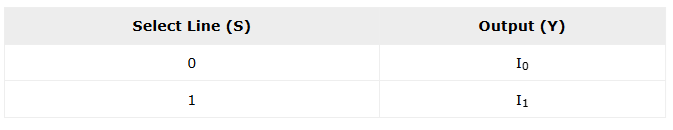 Select Line (S) Output (Y)
0 I₀
1 I₁